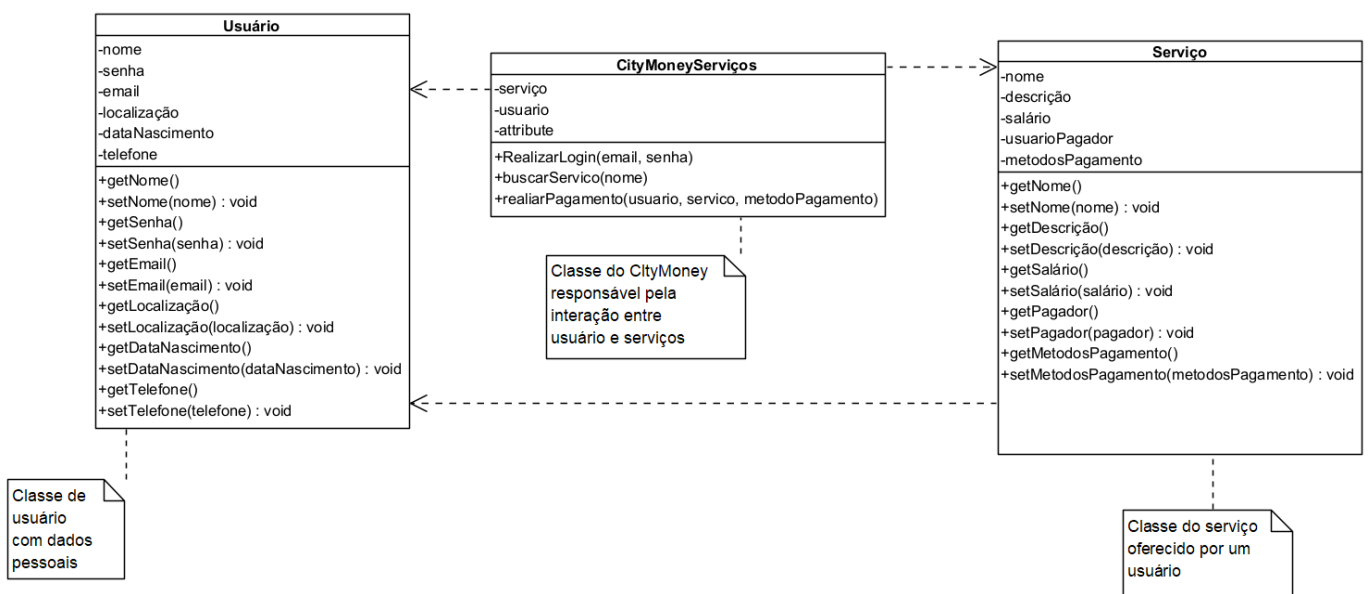 Usuário
-nome
-senha
-email
-localização
-dataNascimento
-telefone
+getNome()
+setNome(nome) : void
+getSenha()
+setSenha(senha) : void
+getEmail()
+setEmail(email) : void
+getLocalização()
+setLocalização(localização) : void
+getDataNascimento()
+setDataNascimento(dataNascimento) : void
+getTelefone()
+setTelefone(telefone) : void
Classe de
usuário
com dados
pessoais
CityMoneyServiços
-serviço
-usuario
-attribute
+RealizarLogin(email, senha)
+buscarServico(nome)
+realiarPagamento(usuario, servico, metodoPagamento)
Classe do CItyMoney
responsável pela
interação entre
usuário e serviços
Serviço
-nome
-descrição
-salário
-usuarioPagador
-metodosPagamento
+getNome()
+setNome(nome) : void
+getDescrição()
+setDescrição(descrição) : void
+getSalário()
+setSalário(salário) : void
+getPagador()
+setPagador(pagador) : void
+getMetodosPagamento()
+setMetodosPagamento(metodosPagamento) : void
Classe do serviço
oferecido por um
usuário